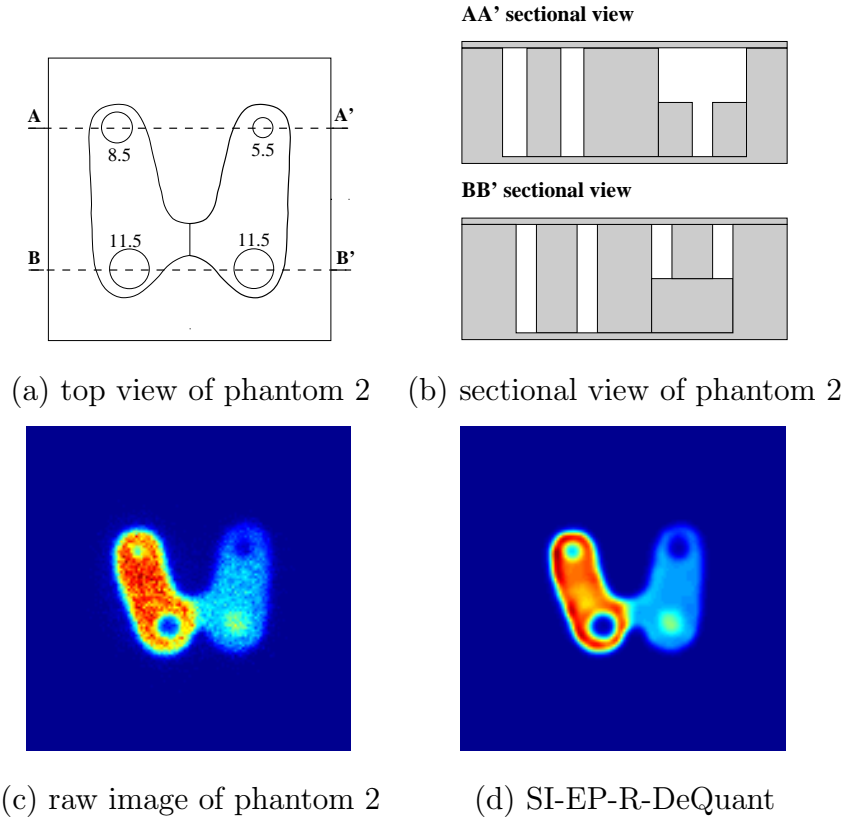 AA' sectional view
A A'
8.5 5.5
BB' sectional view
11.5 11.5
B B'
(a) top view of phantom 2 (b) sectional view of phantom 2
(c) raw image of phantom 2 (d) SI-EP-R-DeQuant